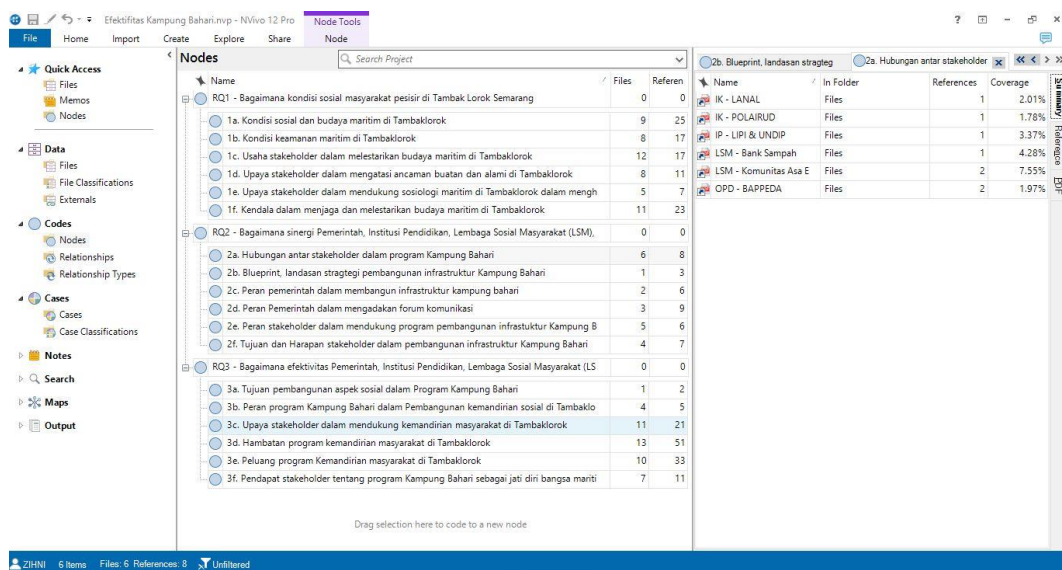 Efektifitas Kampung Bahari.nvp - NVivo 12 Pro
Node Tools
File Home Import Create Explore Share Node
Quick Access
Files
Memos
Nodes
Data
Files
File Classifications
Externals
Codes
Nodes
Relationships
Relationship Types
Cases
Cases
Case Classifications
Notes
Search
Maps
Output
Nodes
Search Project
Name Files Referen
RQ1 - Bagaimana kondisi sosial masyarakat pesisir di Tambak Lorok Semarang 0 0
1a. Kondisi sosial dan budaya maritim di Tambaklorok 9 25
1b. Kondisi keamanan maritim di Tambaklorok 8 17
1c. Usaha stakeholder dalam melestarikan budaya maritim di Tambaklorok 12 17
1d. Upaya stakeholder dalam mengatasi ancaman buatan dan alami di Tambaklorok 8 11
1e. Upaya stakeholder dalam mendukung sosiologi maritim di Tambaklorok dalam mengh 5 7
1f. Kendala dalam menjaga dan melestarikan budaya maritim di Tambaklorok 11 23
RQ2 - Bagaimana sinergi Pemerintah, Institusi Pendidikan, Lembaga Sosial Masyarakat (LSM), 0 0
2a. Hubungan antar stakeholder dalam program Kampung Bahari 6 8
2b. Blueprint, landasan stragtegi pembangunan infrastruktur Kampung Bahari 1 3
2c. Peran pemerintah dalam membangun infrastruktur kampung bahari 2 6
2d. Peran Pemerintah dalam mengadakan forum komunikasi 3 9
2e. Peran stakeholder dalam mendukung program pembangunan infrastuktur Kampung B 5 6
2f. Tujuan dan Harapan stakeholder dalam pembangunan infrastruktur Kampung Bahari 4 7
RQ3 - Bagaimana efektivitas Pemerintah, Institusi Pendidikan, Lembaga Sosial Masyarakat (LS 0 0
3a. Tujuan pembangunan aspek sosial dalam Program Kampung Bahari 1 2
3b. Peran program Kampung Bahari dalam Pembangunan kemandirian sosial di Tambaklo 4 5
3c. Upaya stakeholder dalam mendukung kemandirian masyarakat di Tambaklorok 11 21
3d. Hambatan program kemandirian masyarakat di Tambaklorok 13 51
3e. Peluang program Kemandirian masyarakat di Tambaklorok 10 33
3f. Pendapat stakeholder tentang program Kampung Bahari sebagai jati diri bangsa mariti 7 11
Drag selection here to code to a new node
2b. Blueprint, landasan stragteg
2a. Hubungan antar stakeholder
Name In Folder References Coverage
IK - LANAL Files 1 2.01%
IK - POLAIRUD Files 1 1.78%
IP - LIPI & UNDIP Files 1 3.37%
LSM - Bank Sampah Files 1 4.28%
LSM - Komunitas Asa E Files 2 7.55%
OPD - BAPPEDA Files 2 1.97%
Summary
Reference
PDF
ZIHNI 6 Items Files: 6 References: 8 Unfiltered